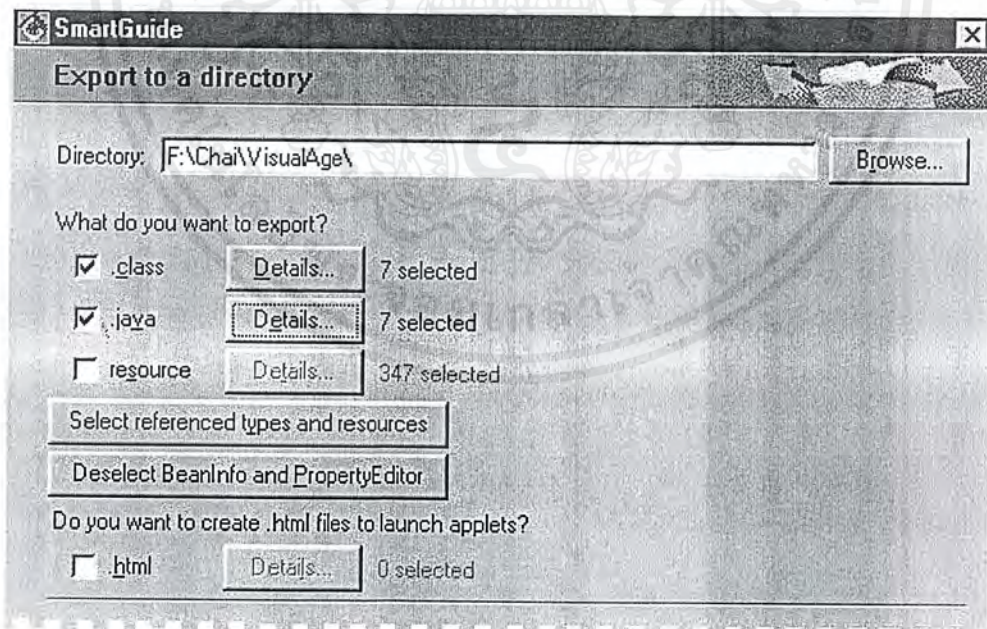 SmartGuide
Export to a directory
Directory: F:\Chai\VisualAge\ Browse...
What do you want to export?
.class Details... 7 selected
.java Details... 7 selected
resource Details... 347 selected
Select referenced types and resources
Deselect BeanInfo and PropertyEditor
Do you want to create .html files to launch applets?
.html Details... 0 selected